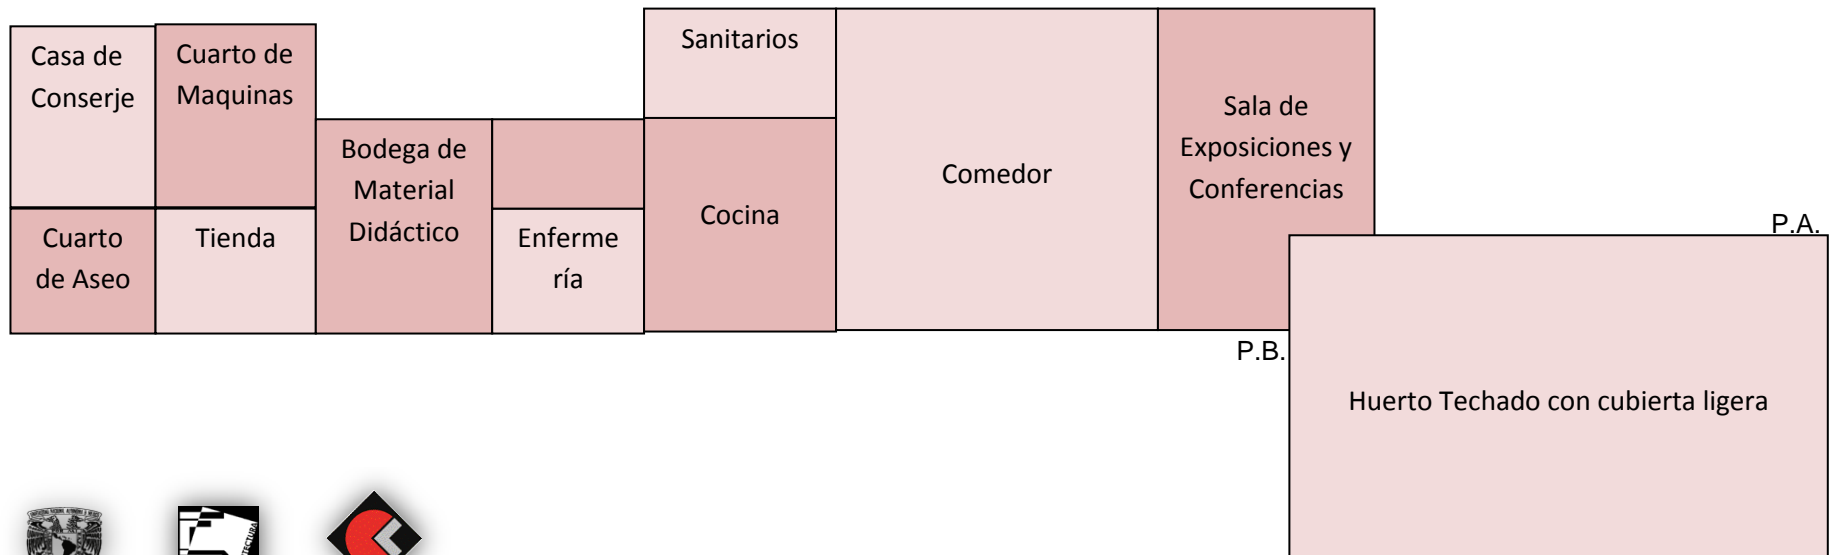 Casa de
Conserje
Cuarto de
Maquinas
Sanitarios
Bodega de
Material
Didáctico
Cuarto
de Aseo
Tienda
Enferme
ría
Cocina
Comedor
Sala de
Exposiciones y
Conferencias
P.A.
P.B.
Huerto Techado con cubierta ligera